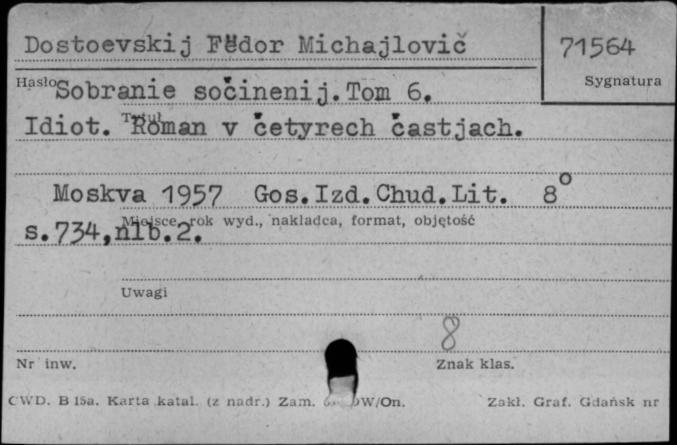 Dostoevskij Fëdor Michajlovič
71564
Sygnatura
Hasło Sobranie sočinenij. Tom 6.
Tytuł
Idiot. Roman v četyrech častjach.
Moskva 1957 Gos.Izd.Chud.Lit. 8°
Miejsce, rok wyd., nakładca, format, objętość
s.734,nlb.2.
Uwagi
8
Nr inw.
Znak klas.
CWD. B 15a. Karta katal. (z nadr.) Zam. OW/On.
Zakł. Graf. Gdańsk nr